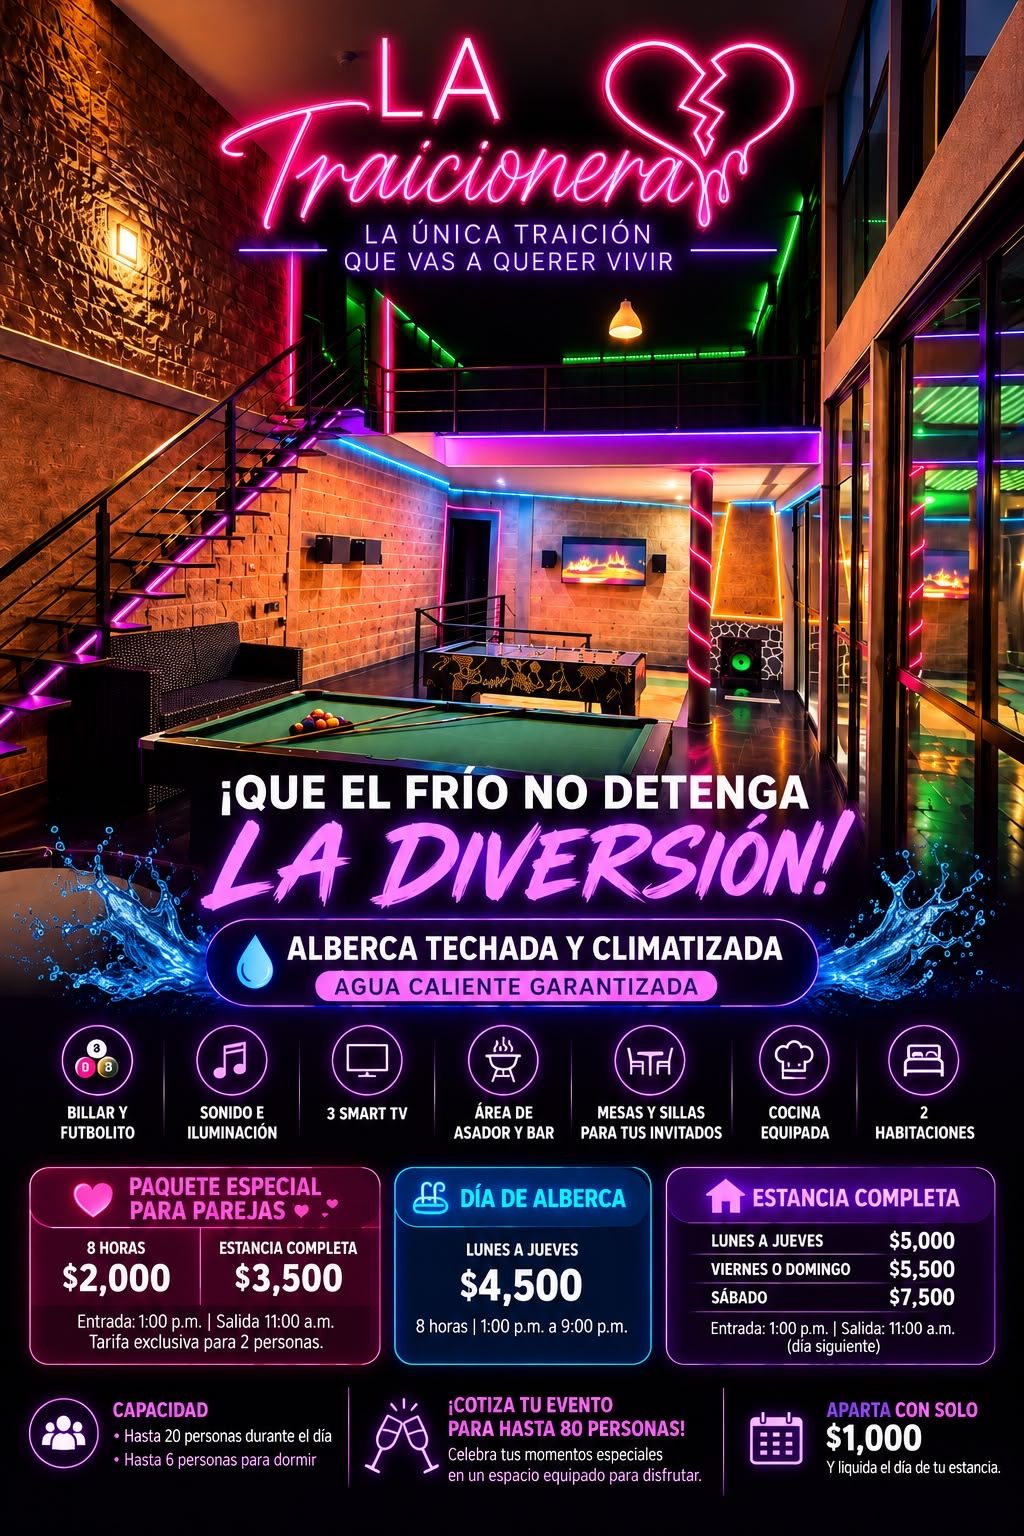 LA
Traicionera
LA ÚNICA TRAICIÓN
QUE VAS A QUERER VIVIR
¡QUE EL FRÍO NO DETENGA
LA DIVERSIÓN!
ALBERCA TECHADA Y CLIMATIZADA
AGUA CALIENTE GARANTIZADA
BILLAR Y
FUTBOLITO
SONIDO E
ILUMINACIÓN
3 SMART TV
ÁREA DE
ASADOR Y BAR
MESAS Y SILLAS
PARA TUS INVITADOS
COCINA
EQUIPADA
2
HABITACIONES
PAQUETE ESPECIAL
PARA PAREJAS
8 HORAS
$2,000
ESTANCIA COMPLETA
$3,500
Entrada: 1:00 p.m. | Salida 11:00 a.m.
Tarifa exclusiva para 2 personas.
DÍA DE ALBERCA
LUNES A JUEVES
$4,500
8 horas | 1:00 p.m. a 9:00 p.m.
ESTANCIA COMPLETA
LUNES A JUEVES $5,000
VIERNES O DOMINGO $5,500
SÁBADO $7,500
Entrada: 1:00 p.m. | Salida: 11:00 a.m.
(día siguiente)
CAPACIDAD
• Hasta 20 personas durante el día
• Hasta 6 personas para dormir
¡COTIZA TU EVENTO
PARA HASTA 80 PERSONAS!
Celebra tus momentos especiales
en un espacio equipado para disfrutar.
APARTA CON SOLO
$1,000
Y liquida el día de tu estancia.